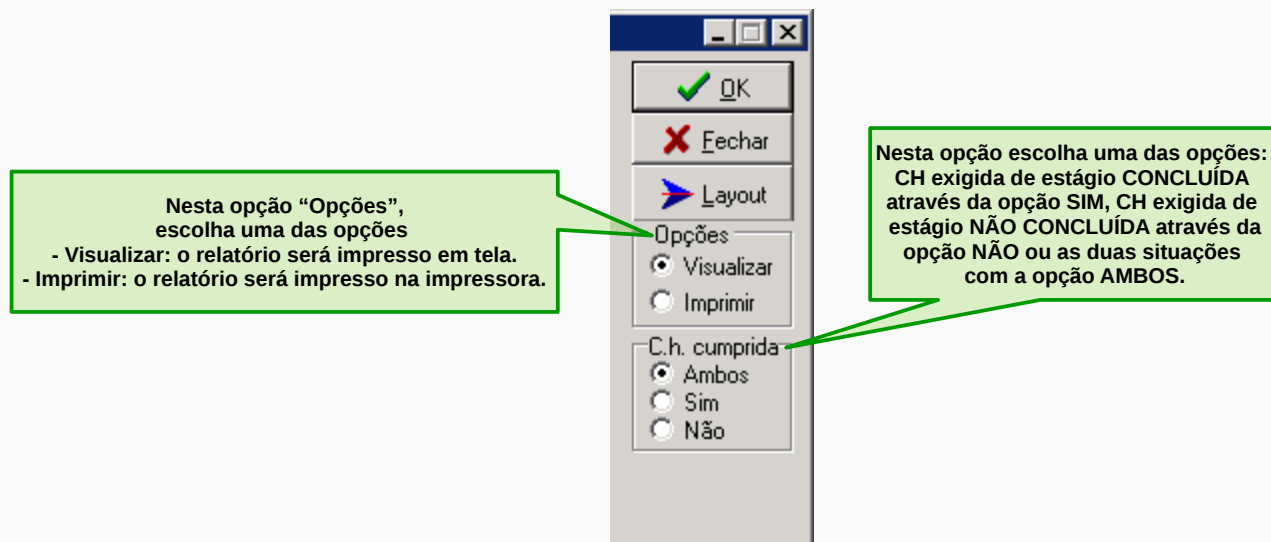 OK
Fechar
Layout
Opções
Visualizar
Imprimir
C.h. cumprida
Ambos
Sim
Não
Nesta opção “Opções”,
escolha uma das opções
- Visualizar: o relatório será impresso em tela.
- Imprimir: o relatório será impresso na impressora.
Nesta opção escolha uma das opções:
CH exigida de estágio CONCLUÍDA
através da opção SIM, CH exigida de
estágio NÃO CONCLUÍDA através da
opção NÃO ou as duas situações
com a opção AMBOS.